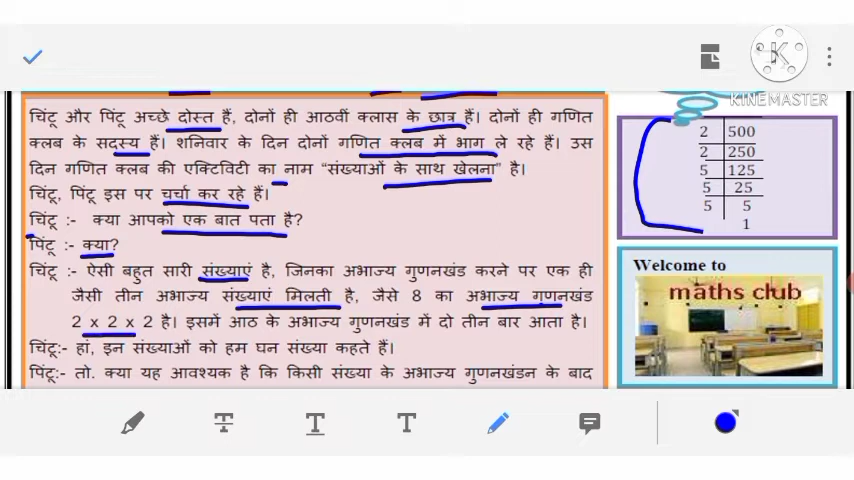 KINEMASTER
चिंटू और पिंटू अच्छे दोस्त हैं, दोनों ही आठवीं क्लास के छात्र हैं। दोनों ही गणित
क्लब के सदस्य हैं। शनिवार के दिन दोनों गणित क्लब में भाग ले रहे हैं। उस
दिन गणित क्लब की एक्टिविटी का नाम "संख्याओं के साथ खेलना" है।
चिंटू, पिंटू इस पर चर्चा कर रहे हैं।
चिंटू :- क्या आपको एक बात पता है?
पिंटू :- क्या?
चिंटू :- ऐसी बहुत सारी संख्याएं है, जिनका अभाज्य गुणनखंड करने पर एक ही
जैसी तीन अभाज्य संख्याएं मिलती है, जैसे 8 का अभाज्य गुणनखंड
2 x 2 x 2 है। इसमें आठ के अभाज्य गुणनखंड में दो तीन बार आता है।
चिंटू:- हां, इन संख्याओं को हम घन संख्या कहते हैं।
पिंटू:- तो. क्या यह आवश्यक है कि किसी संख्या के अभाज्य गुणनखंडन के बाद
2 500
2 250
5 125
5 25
5 5
1
Welcome to
maths club